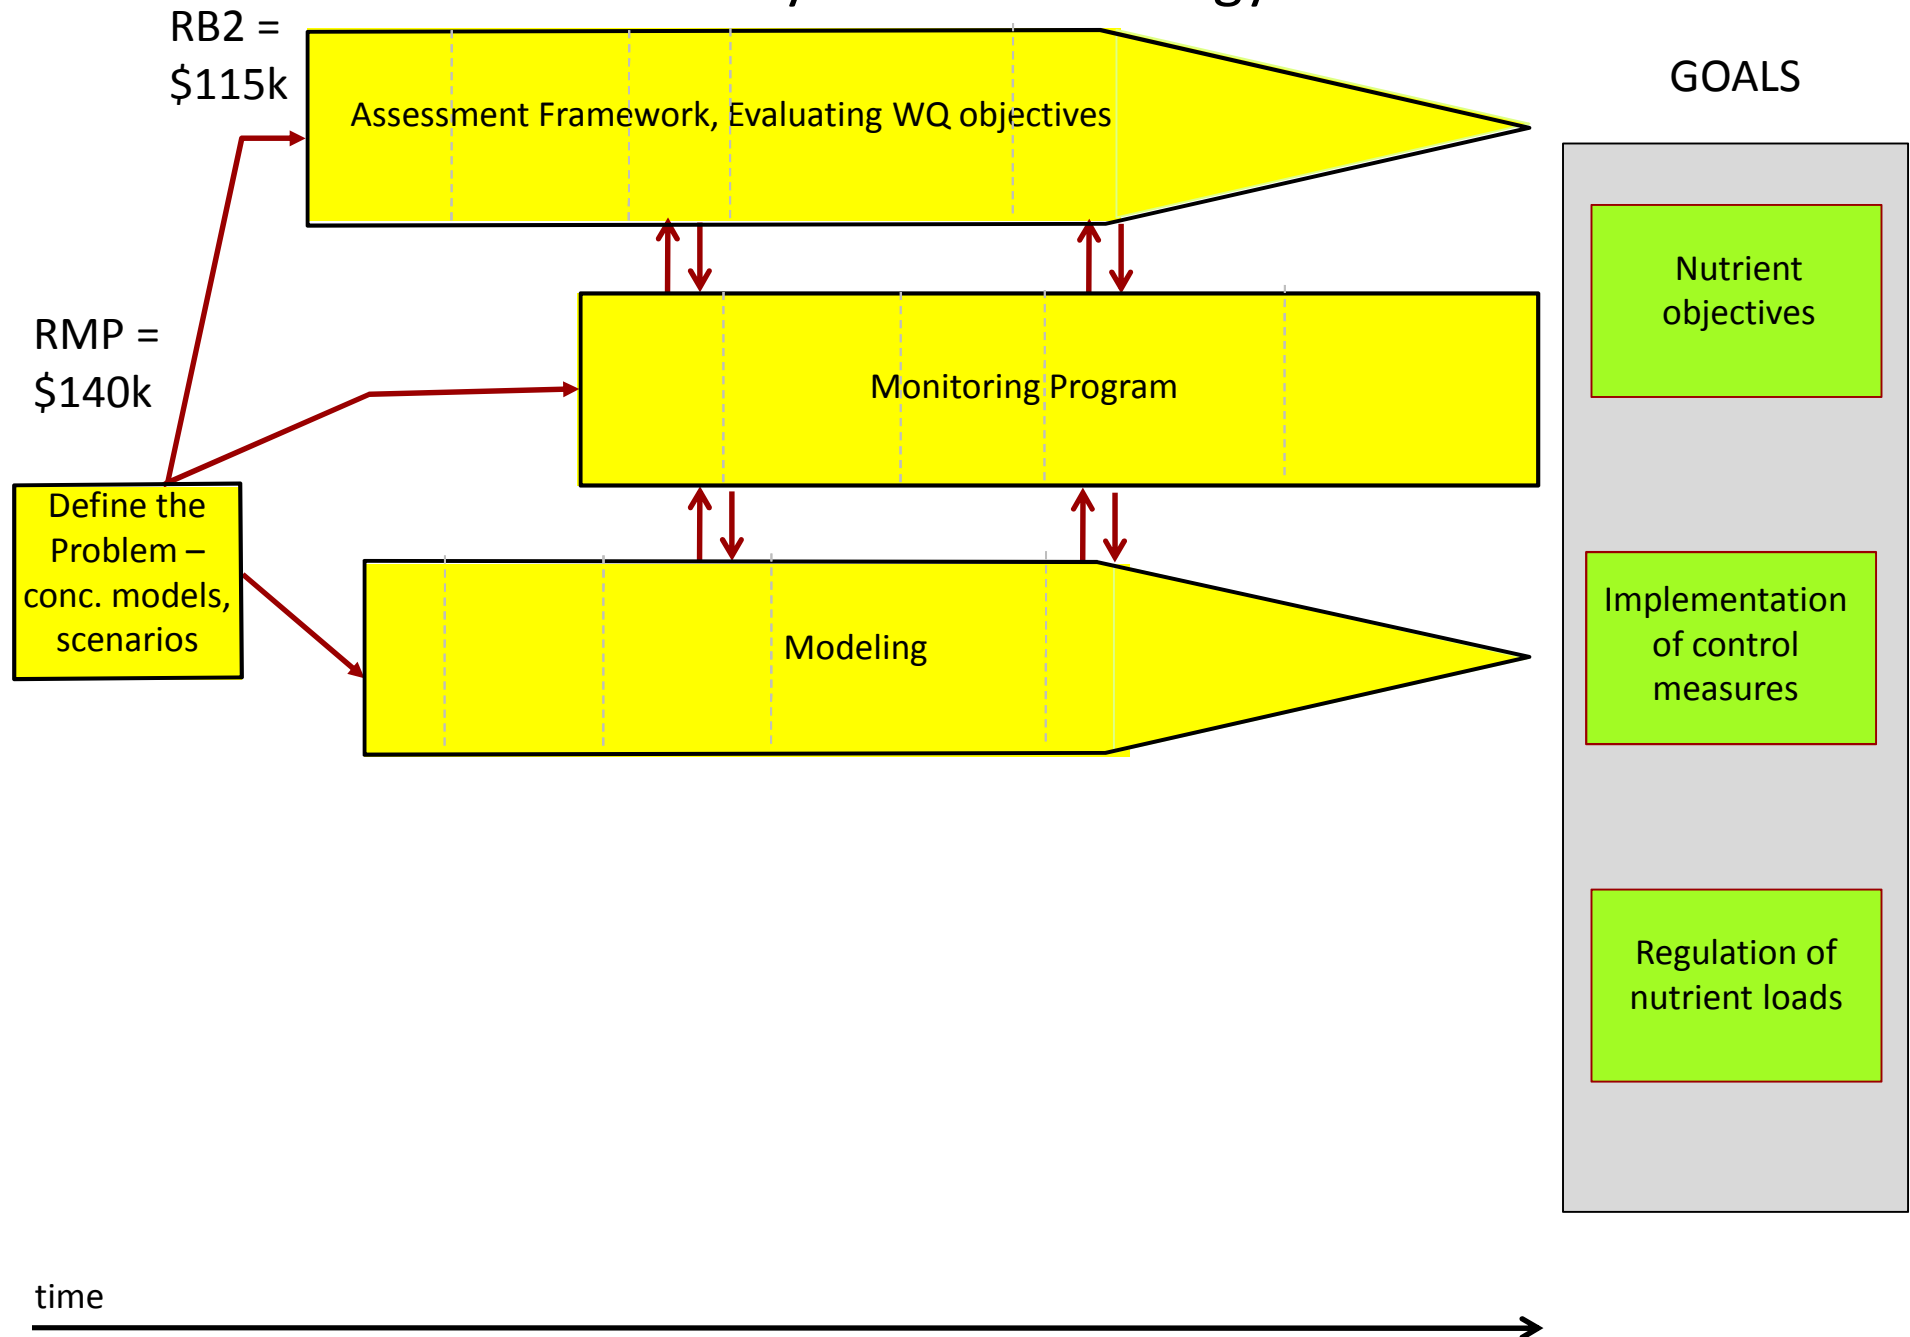 RB2 =
$115k
GOALS
Assessment Framework, Evaluating WQ objectives
Nutrient
objectives
RMP =
$140k
Monitoring Program
Define the
Problem –
conc. models,
scenarios
Implementation
of control
measures
Modeling
Regulation of
nutrient loads
time